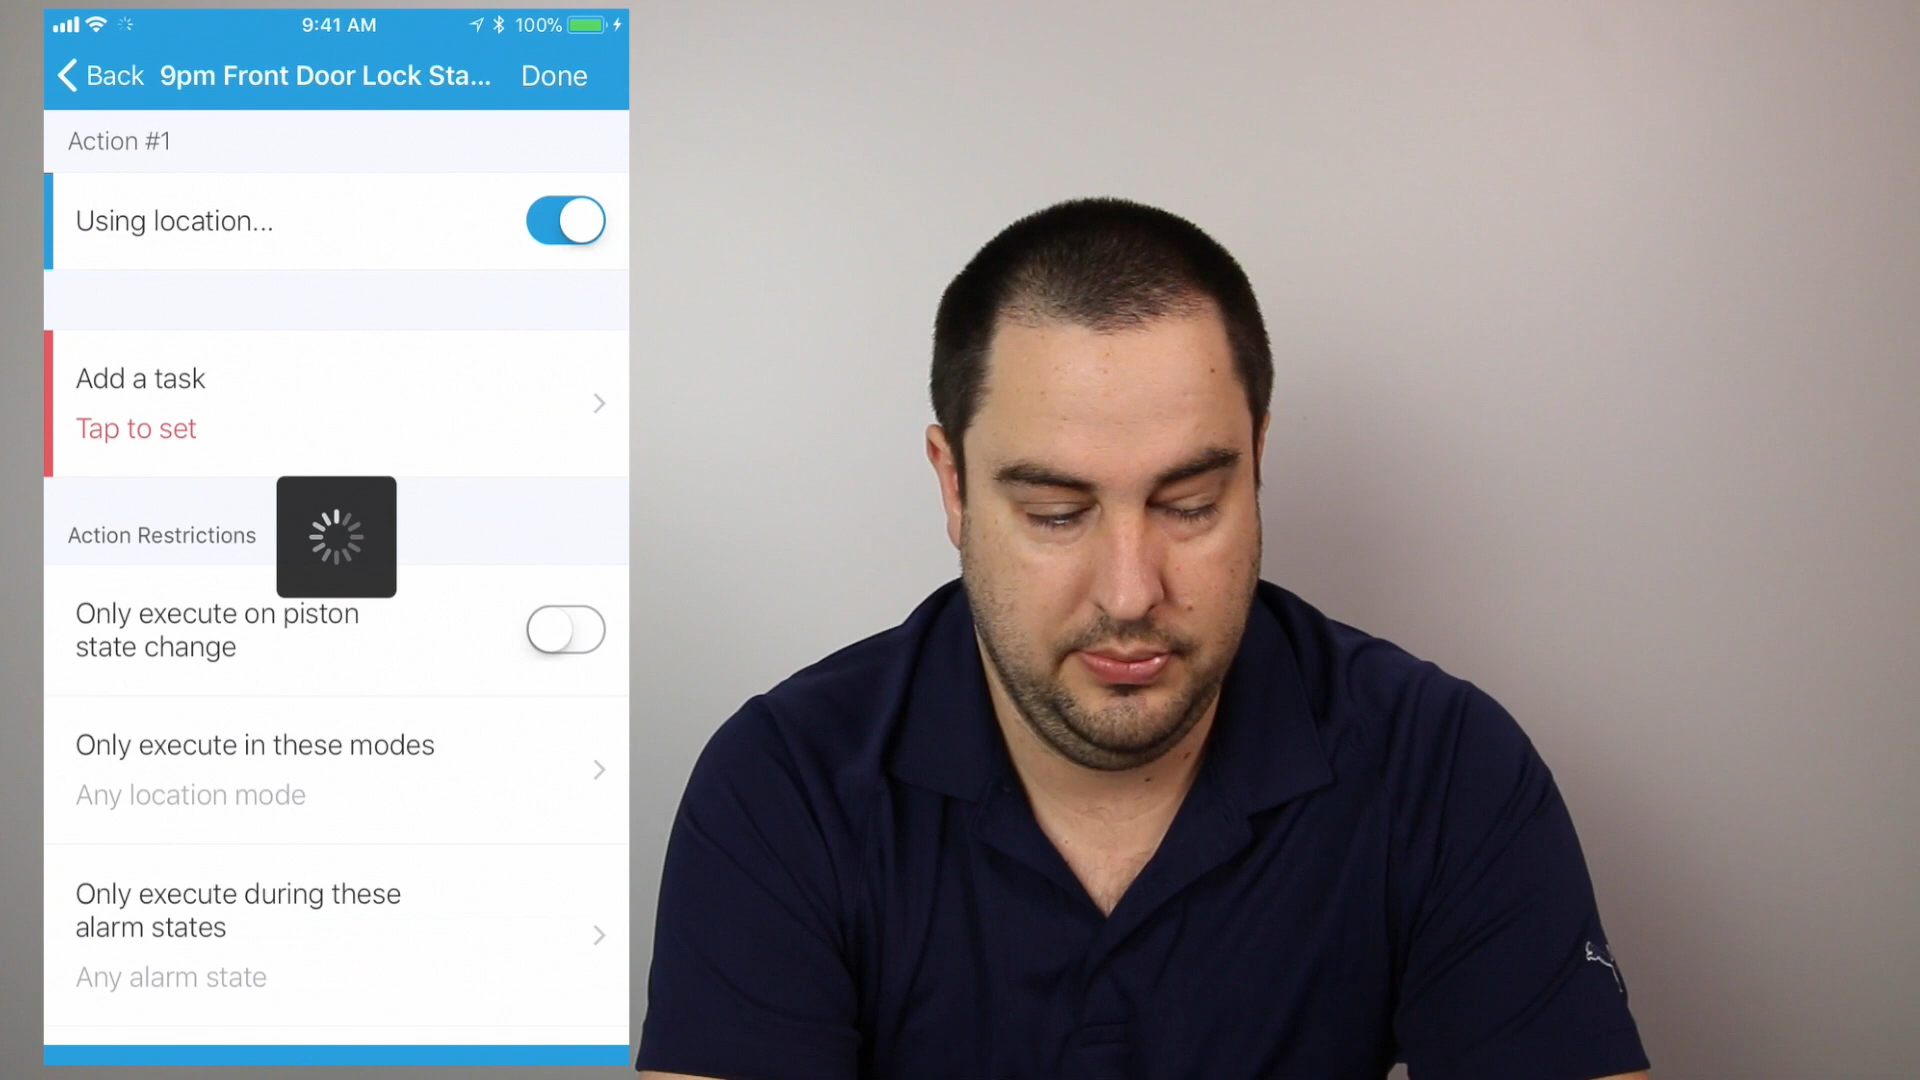 9:41 AM
100%
Back
9pm Front Door Lock Sta...
Done
Action #1
Using location...
Add a task
Tap to set
Action Restrictions
Only execute on piston
state change
Only execute in these modes
Any location mode
Only execute during these
alarm states
Any alarm state